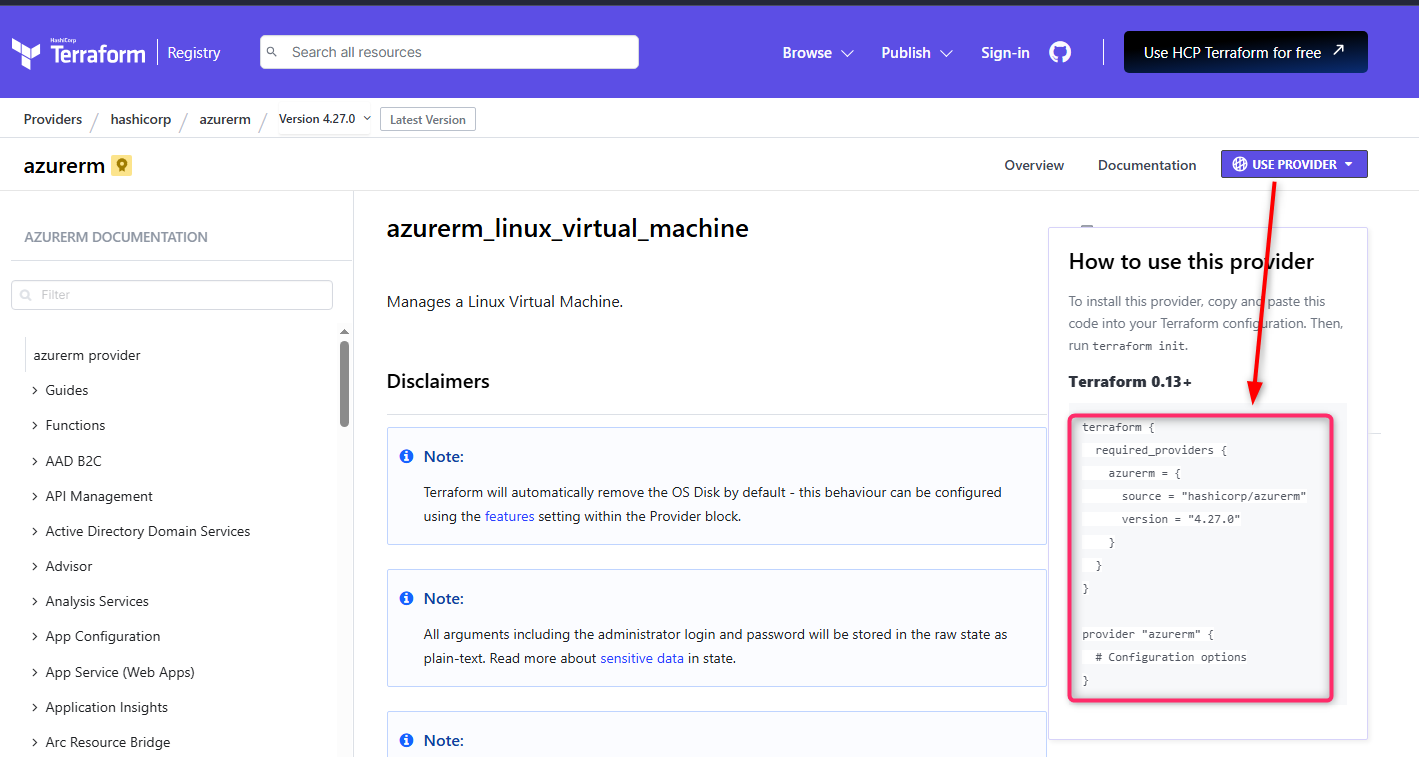 HashiCorp
Terraform
Registry
Search all resources
Browse
Publish
Sign-in
Use HCP Terraform for free
Providers / hashicorp / azurerm / Version 4.27.0
Latest Version
azurerm
Overview
Documentation
USE PROVIDER
AZURERM DOCUMENTATION
Filter
azurerm provider
Guides
Functions
AAD B2C
API Management
Active Directory Domain Services
Advisor
Analysis Services
App Configuration
App Service (Web Apps)
Application Insights
Arc Resource Bridge
azurerm_linux_virtual_machine
Manages a Linux Virtual Machine.
Disclaimers
Note:
Terraform will automatically remove the OS Disk by default - this behaviour can be configured
using the features setting within the Provider block.
Note:
All arguments including the administrator login and password will be stored in the raw state as
plain-text. Read more about sensitive data in state.
Note:
How to use this provider
To install this provider, copy and paste this
code into your Terraform configuration. Then,
run terraform init.
Terraform 0.13+
terraform {
  required_providers {
    azurerm = {
      source = "hashicorp/azurerm"
      version = "4.27.0"
    }
  }
}
provider "azurerm" {
  # Configuration options
}